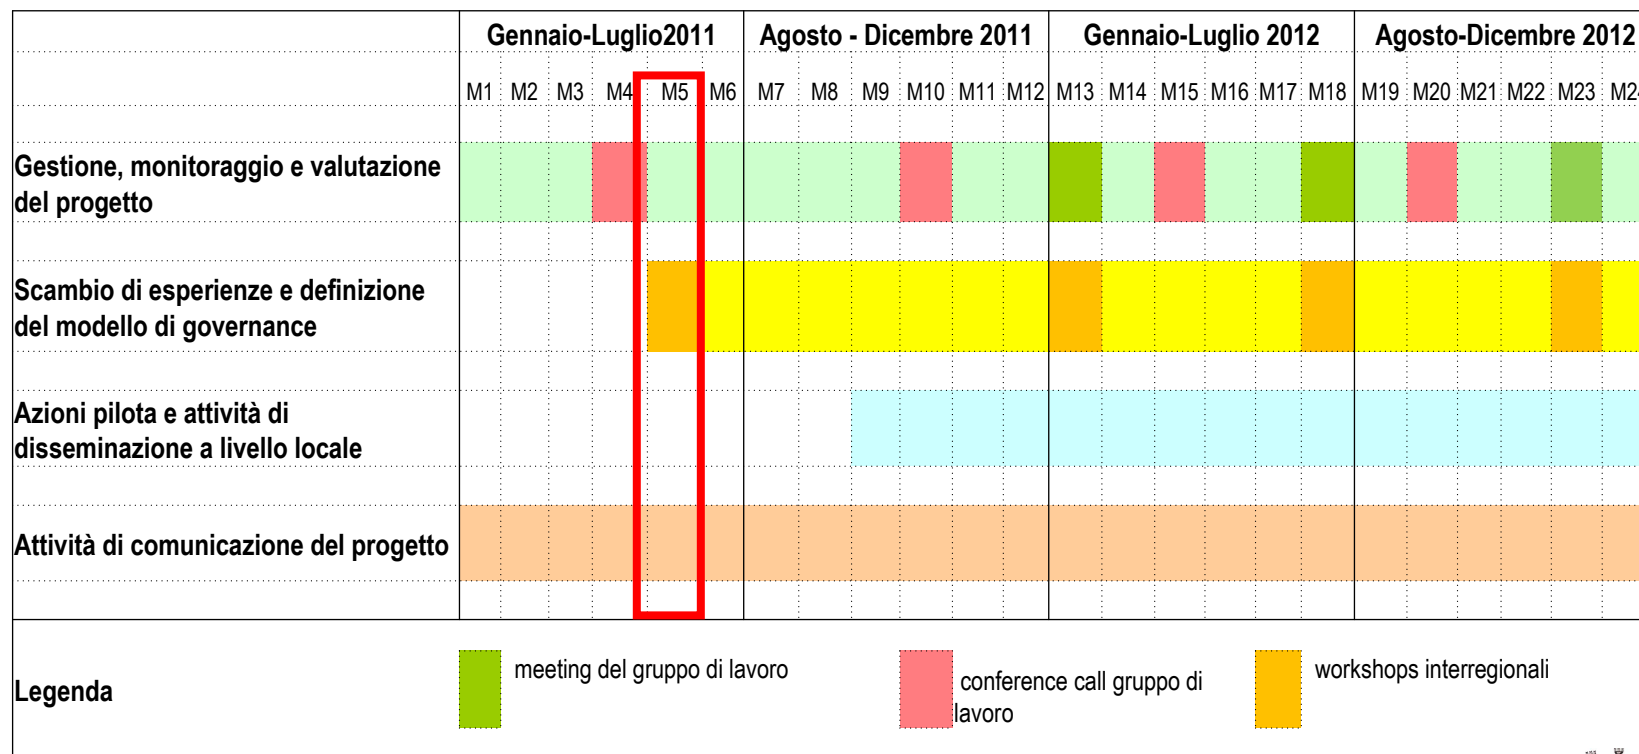 Gennaio-Luglio2011 Agosto - Dicembre 2011 Gennaio-Luglio 2012 Agosto-Dicembre 2012
M1 M2 M3 M4 M5 M6 M7 M8 M9 M10 M11 M12 M13 M14 M15 M16 M17 M18 M19 M20 M21 M22 M23 M24
Gestione, monitoraggio e valutazione
del progetto
Scambio di esperienze e definizione
del modello di governance
Azioni pilota e attività di
disseminazione a livello locale
Attività di comunicazione del progetto
Legenda
meeting del gruppo di lavoro
conference call gruppo di
lavoro
workshops interregionali